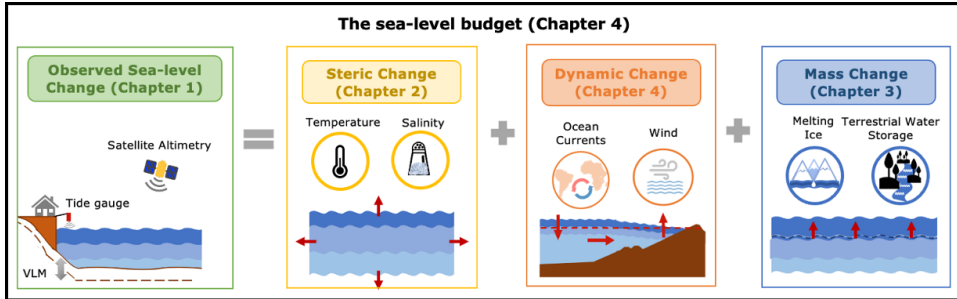 The sea-level budget (Chapter 4)
Observed Sea-level
Change (Chapter 1)
Satellite Altimetry
Tide gauge
VLM
=
Steric Change
(Chapter 2)
Temperature
Salinity
+
Dynamic Change
(Chapter 4)
Ocean
Currents
Wind
+
Mass Change
(Chapter 3)
Melting
Ice
Terrestrial Water
Storage